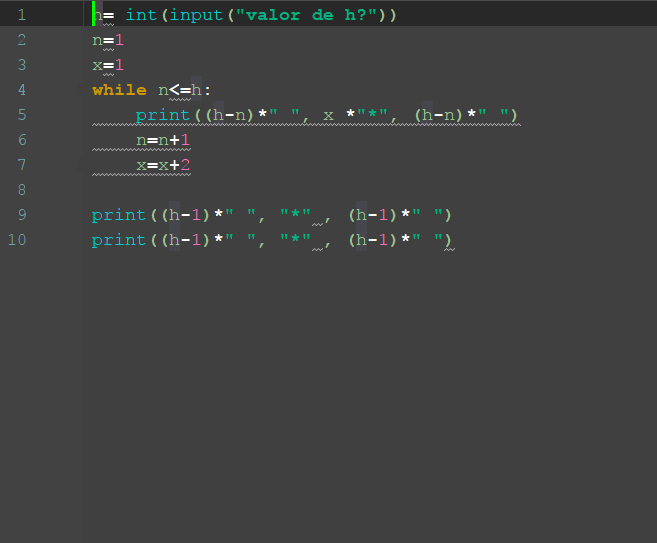 1 h= int(input("valor de h?"))
2 n=1
3 x=1
4 while n<=h:
5     print((h-n)*" ", x *"*", (h-n)*" ")
6     n=n+1
7     x=x+2
8
9 print((h-1)*" ", "*" , (h-1)*" ")
10 print((h-1)*" ", "*" , (h-1)*" ")